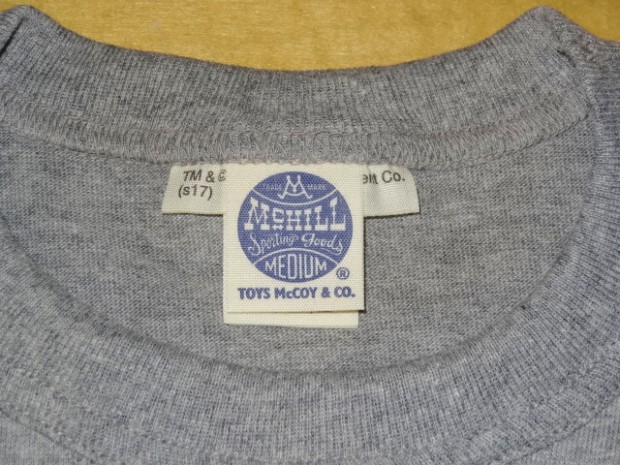 TM & Co.
(s17)
TRADE MARK
McHILL
Sporting Goods
MEDIUM
®
TOYS McCOY & CO.